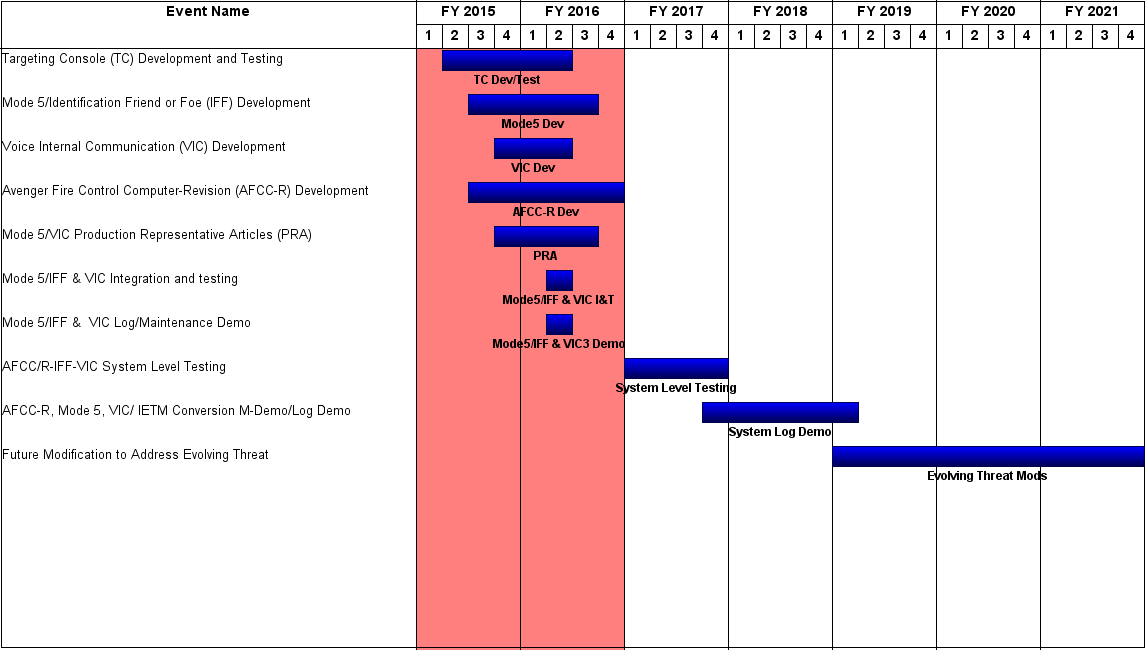 Event Name FY 2015 FY 2016 FY 2017 FY 2018 FY 2019 FY 2020 FY 2021
1 2 3 4 1 2 3 4 1 2 3 4 1 2 3 4 1 2 3 4 1 2 3 4 1 2 3 4
Targeting Console (TC) Development and Testing
TC Dev/Test
Mode 5/Identification Friend or Foe (IFF) Development
Mode5 Dev
Voice Internal Communication (VIC) Development
VIC Dev
Avenger Fire Control Computer-Revision (AFCC-R) Development
AFCC-R Dev
Mode 5/VIC Production Representative Articles (PRA)
PRA
Mode 5/IFF & VIC Integration and testing
Mode5/IFF & VIC I&T
Mode 5/IFF & VIC Log/Maintenance Demo
Mode5/IFF & VIC3 Demo
AFCC/R-IFF-VIC System Level Testing
System Level Testing
AFCC-R, Mode 5, VIC/ IETM Conversion M-Demo/Log Demo
System Log Demo
Future Modification to Address Evolving Threat
Evolving Threat Mods